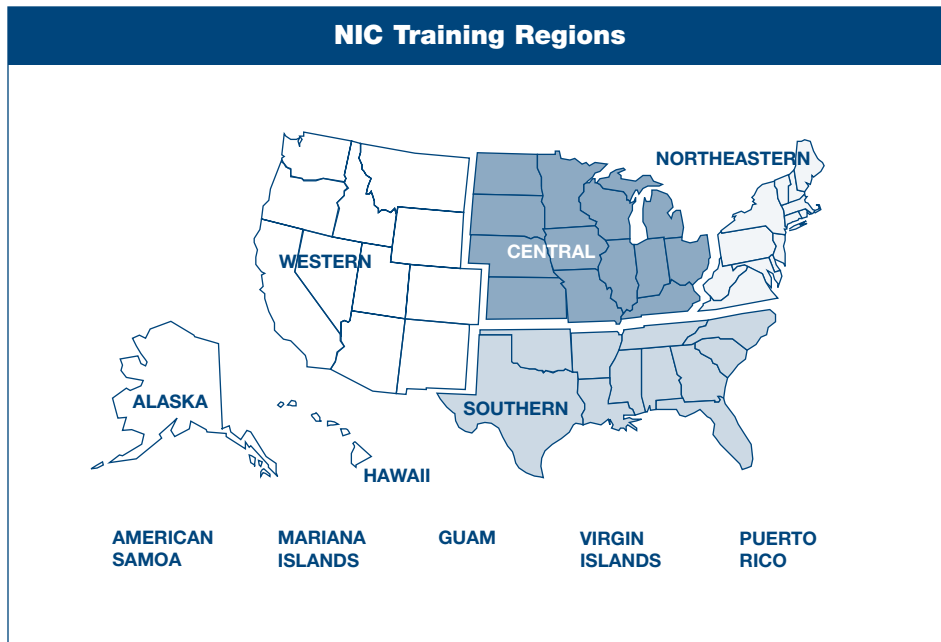 NIC Training Regions
NORTHEASTERN
CENTRAL
WESTERN
ALASKA
SOUTHERN
HAWAII
AMERICAN
SAMOA
MARIANA
ISLANDS
GUAM
VIRGIN
ISLANDS
PUERTO
RICO